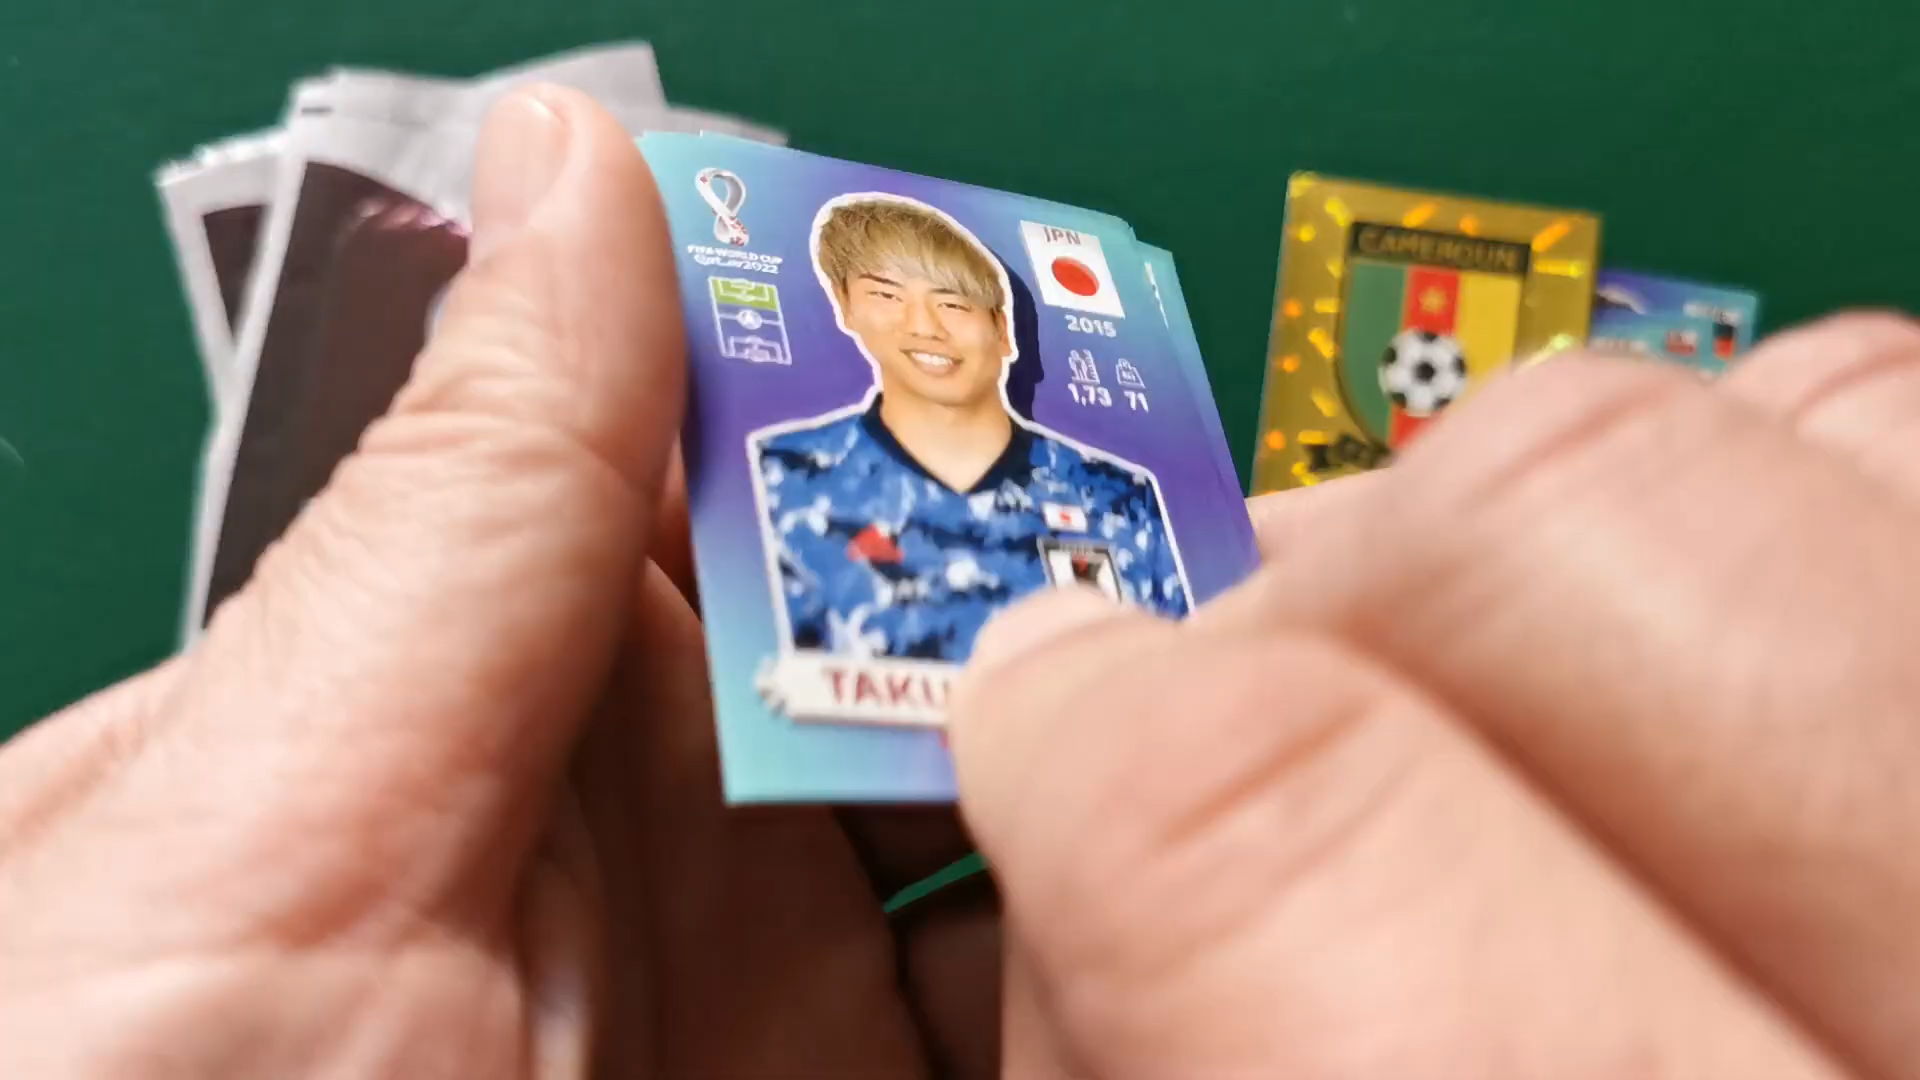 FIFA WORLD CUP
Qatar2022
JPN
2015
1,73 71
TAKU
CAMEROUN